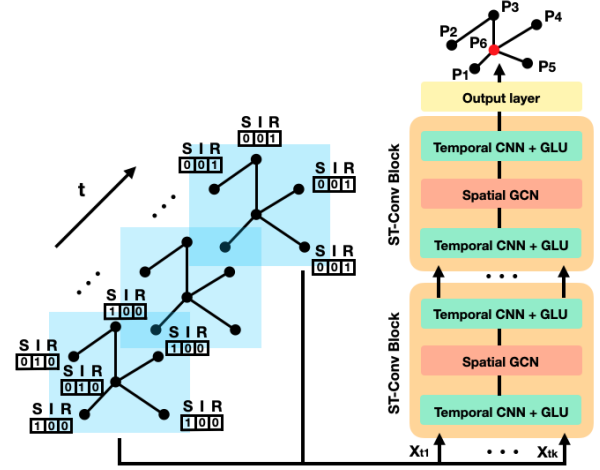 P3
P2
P4
P6
P1
P5
Output layer
ST-Conv Block
Temporal CNN + GLU
Spatial GCN
Temporal CNN + GLU
• • •
ST-Conv Block
Temporal CNN + GLU
Spatial GCN
Temporal CNN + GLU
Xt1
• • •
Xtk
t
S I R
0 0 1
S I R
0 0 1
S I R
0 0 1
S I R
0 0 1
S I R
1 0 0
S I R
0 1 0
S I R
1 0 0
S I R
0 1 0
S I R
1 0 0
S I R
1 0 0